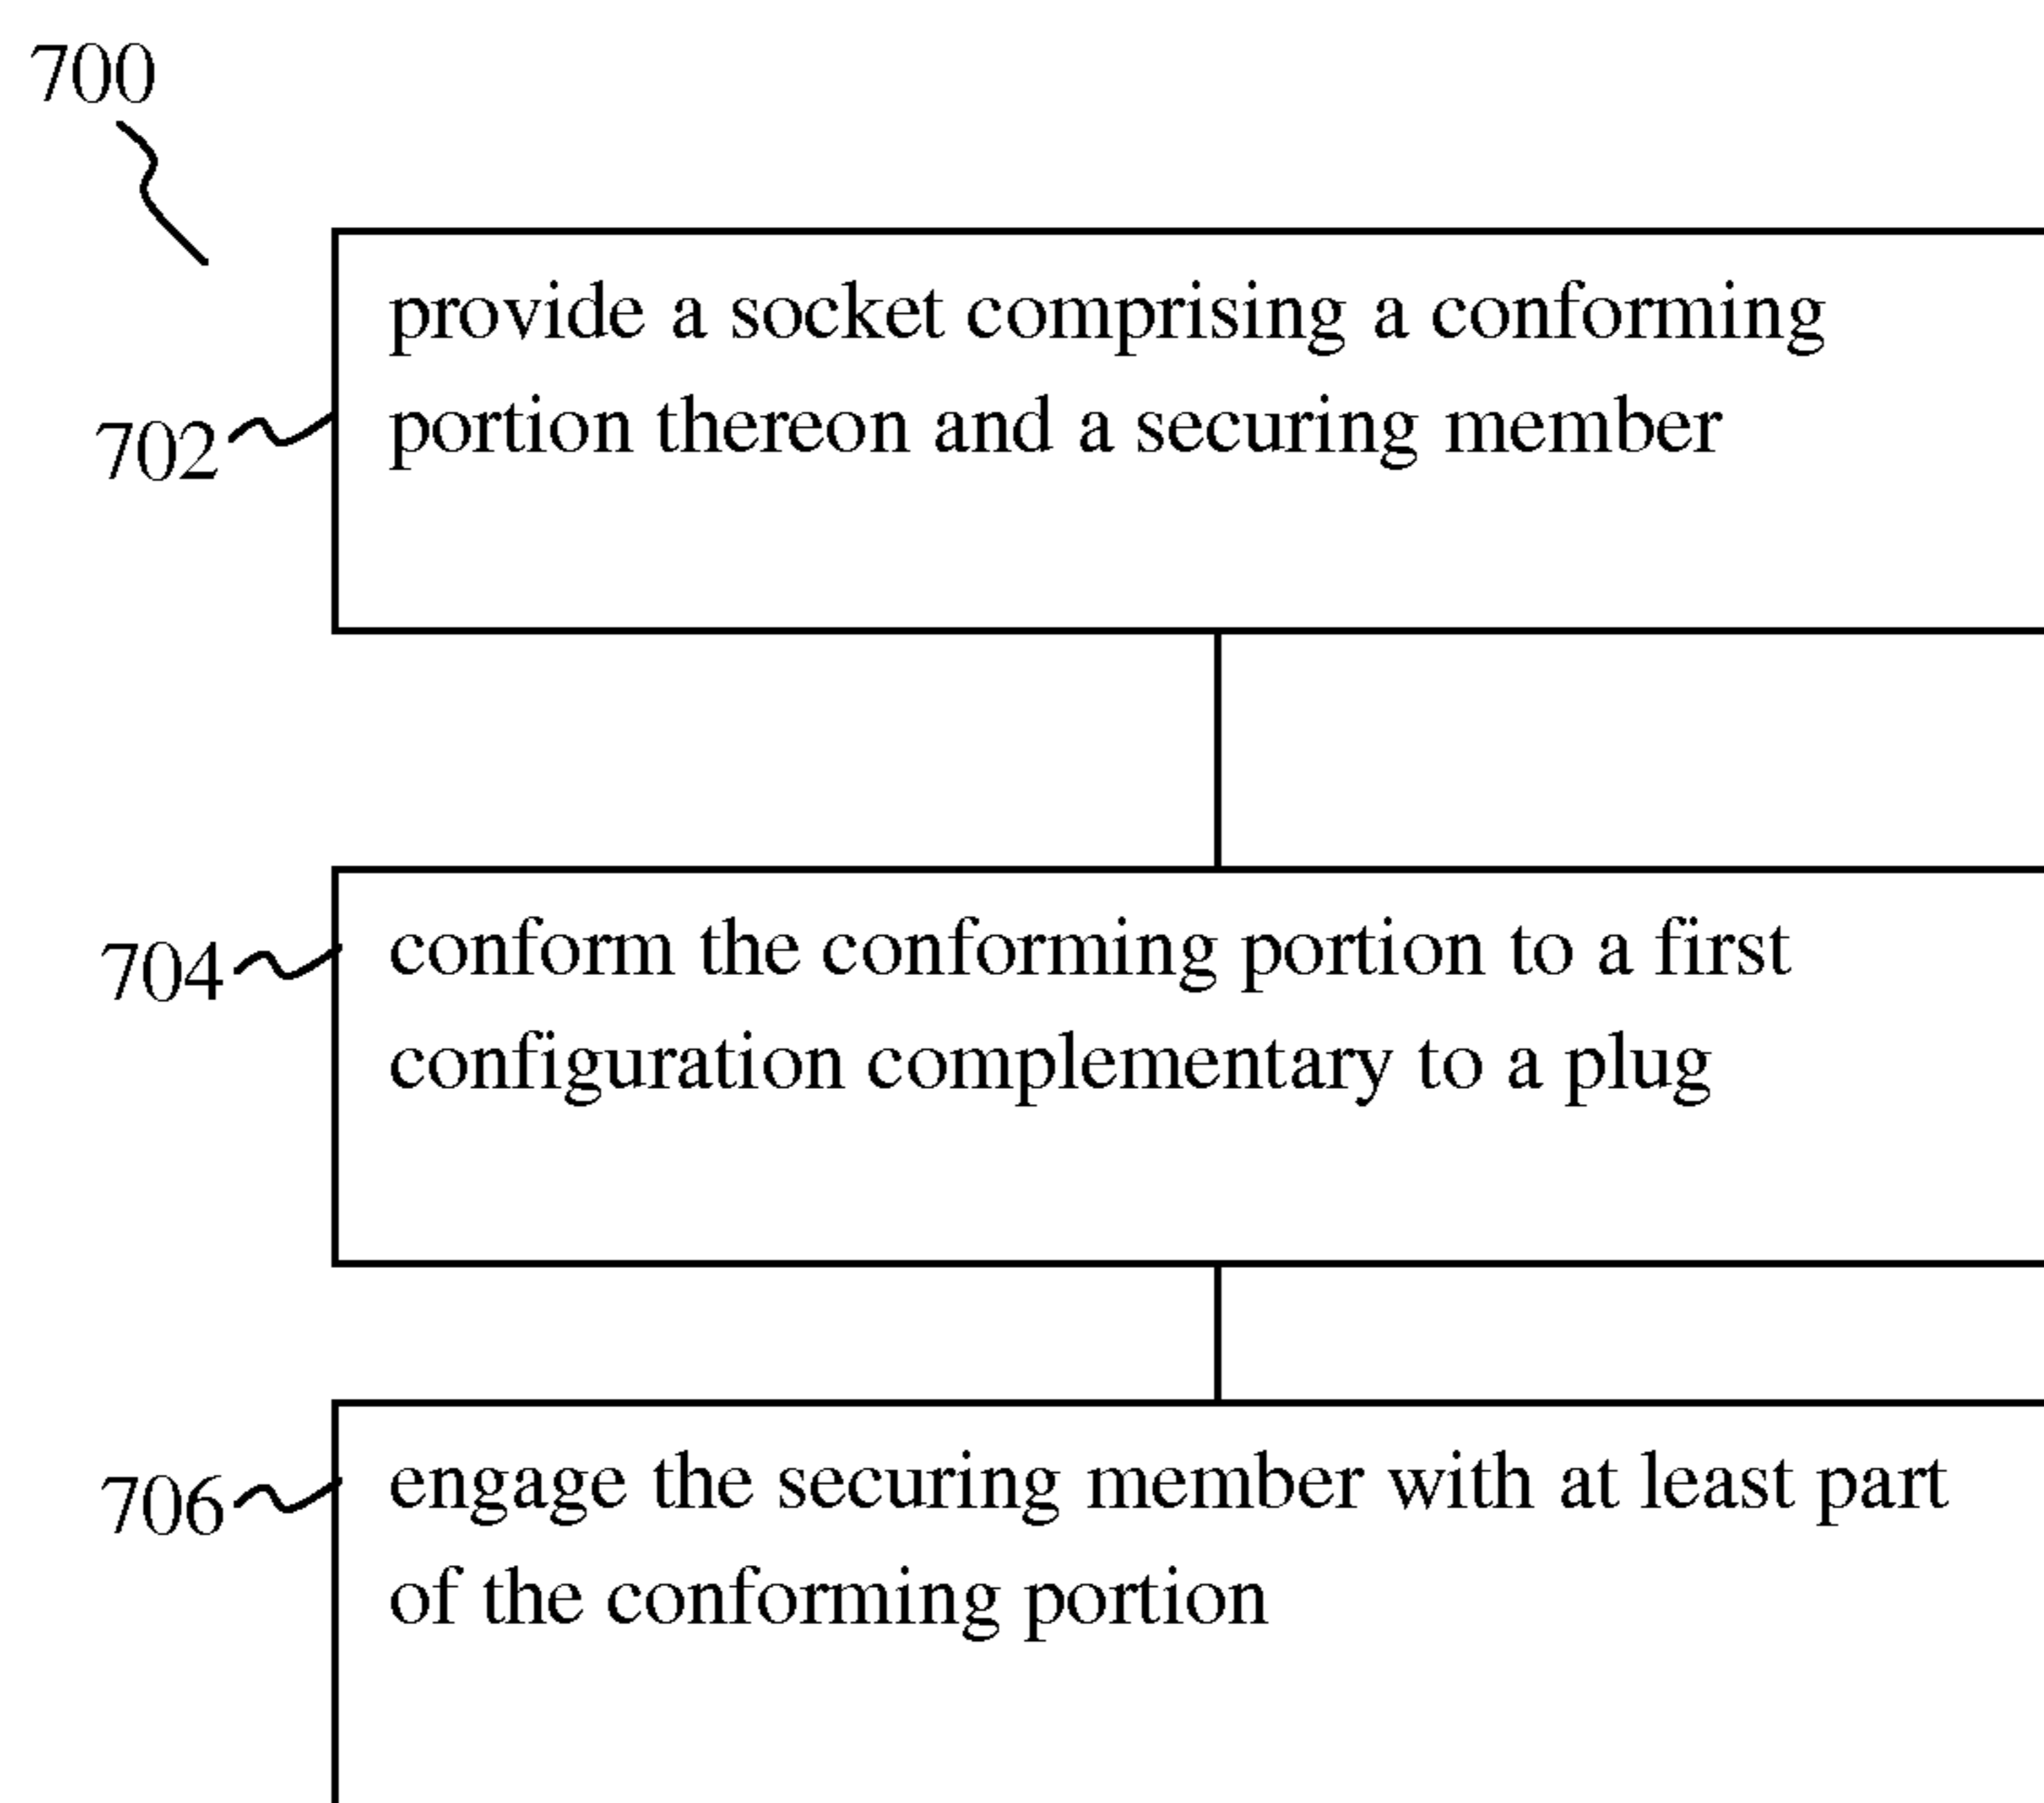 700
provide a socket comprising a conforming
portion thereon and a securing member
702
conform the conforming portion to a first
704
configuration complementary to a plug
engage the securing member with at least part
706
of the conforming portion